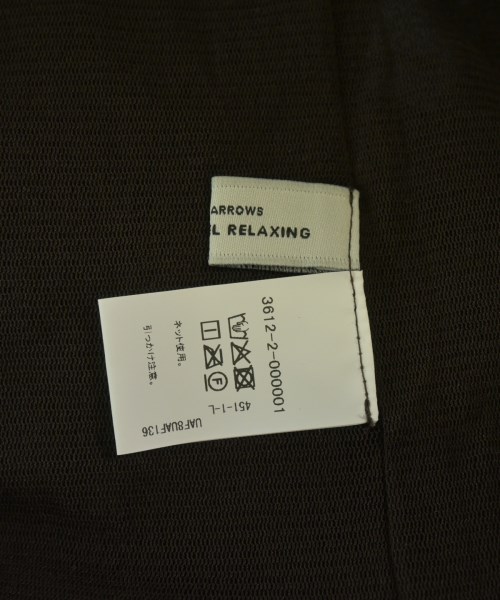 ARROWS
L RELAXING
3612-2-000001
451-1-L
ネット使用。
引っかけ注意。
UAF8UAF136